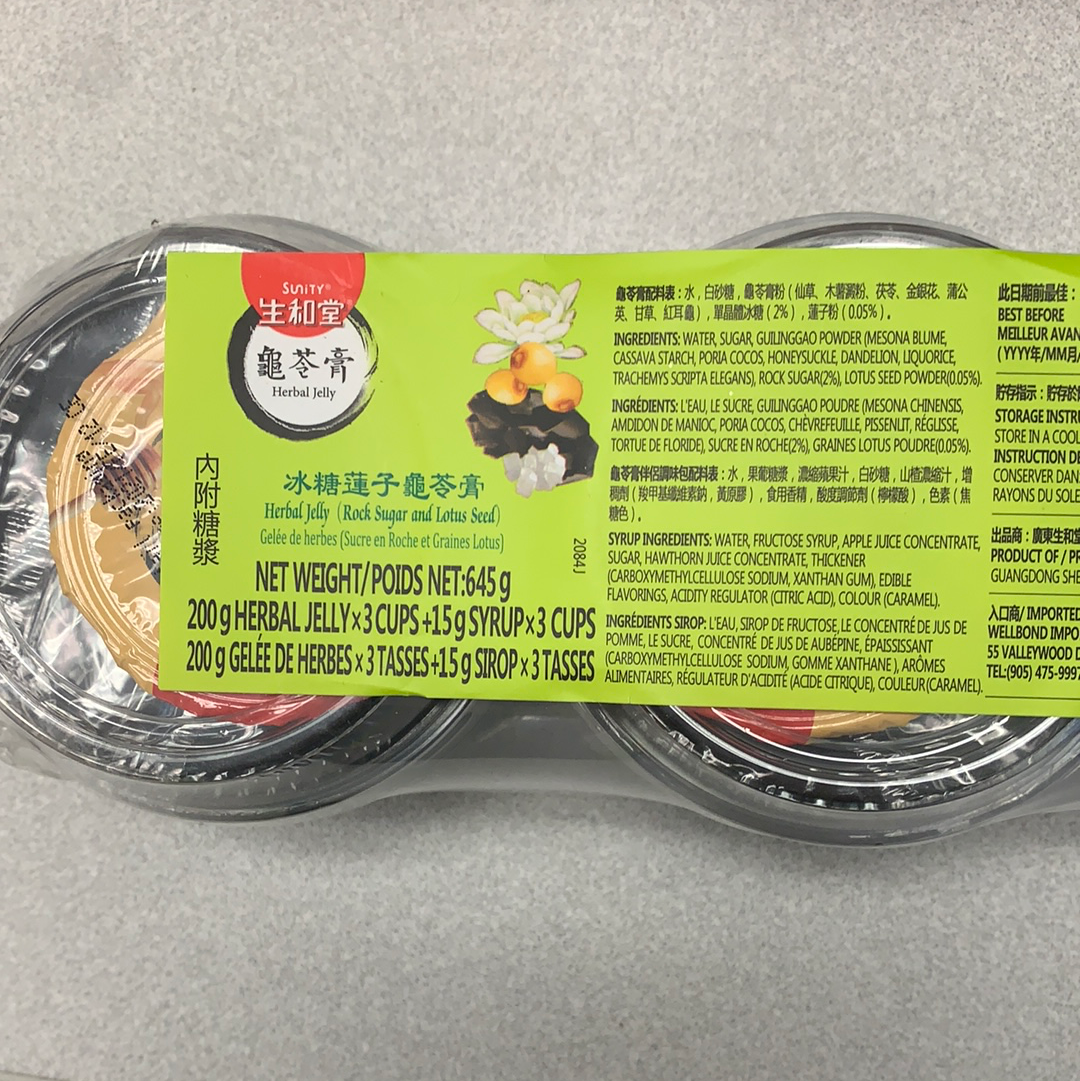 SUNITY®
生和堂®
龜苓膏
Herbal Jelly
內附糖漿
冰糖蓮子龜苓膏
Herbal Jelly (Rock Sugar and Lotus Seed)
Gelée de herbes (Sucre en Roche et Graines Lotus)
NET WEIGHT/POIDS NET:645g
200g HERBAL JELLY×3 CUPS+15g SYRUP×3 CUPS
200g GELÉE DE HERBES×3 TASSES+15g SIROP×3 TASSES
2084J
龜苓膏配料表:水,白砂糖,龜苓膏粉(仙草、木薯澱粉、茯苓、金銀花、蒲公
英、甘草、紅耳龜),單晶體冰糖(2%),蓮子粉(0.05%)。
INGREDIENTS: WATER, SUGAR, GUILINGGAO POWDER (MESONA BLUME,
CASSAVA STARCH, PORIA COCOS, HONEYSUCKLE, DANDELION, LIQUORICE,
TRACHEMYS SCRIPTA ELEGANS), ROCK SUGAR(2%), LOTUS SEED POWDER(0.05%).
INGRÉDIENTS: L'EAU, LE SUCRE, GUILINGGAO POUDRE (MESONA CHINENSIS,
AMIDON DE MANIOC, PORIA COCOS, CHÉVREFEUILLE, PISSENLIT, RÉGLISSE,
TORTUE DE FLORIDE), SUCRE EN ROCHE(2%), GRAINES LOTUS POUDRE(0.05%).
龜苓膏伴侶調味包配料表:水,果葡糖漿,濃縮蘋果汁,白砂糖,山楂濃縮汁,增
稠劑(羧甲基纖維素鈉,黃原膠),食用香精,酸度調節劑(檸檬酸),色素(焦
糖色)。
SYRUP INGREDIENTS: WATER, FRUCTOSE SYRUP, APPLE JUICE CONCENTRATE,
SUGAR, HAWTHORN JUICE CONCENTRATE, THICKENER
(CARBOXYMETHYLCELLULOSE SODIUM, XANTHAN GUM), EDIBLE
FLAVORINGS, ACIDITY REGULATOR (CITRIC ACID), COLOUR (CARAMEL).
INGRÉDIENTS SIROP: L'EAU, SIROP DE FRUCTOSE, LE CONCENTRÉ DE JUS DE
POMME, LE SUCRE, CONCENTRÉ DE JUS DE AUBÉPINE, ÉPAISSISSANT
(CARBOXYMETHYLCELLULOSE SODIUM, GOMME XANTHANE), ARÔMES
ALIMENTAIRES, RÉGULATEUR D'ACIDITÉ (ACIDE CITRIQUE), COULEUR (CARAMEL).
此日期前最佳:
BEST BEFORE
MEILLEUR AVAN
(YYYY年/MM月/
貯存指示:貯存於
STORAGE INSTRU
STORE IN A COOL
INSTRUCTION DE
CONSERVER DAN
RAYONS DU SOLE
出品商:廣東生和堂
PRODUCT OF / PR
GUANGDONG SHE
入口商/ IMPORTED
WELLBOND IMPO
55 VALLEYWOOD D
TEL:(905) 475-9997